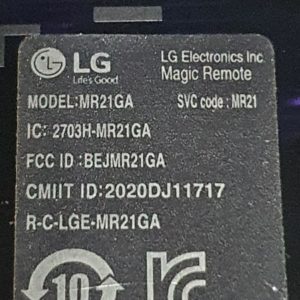 LG
Life's Good
LG Electronics Inc.
Magic Remote
MODEL:MR21GA
SVC code : MR21
IC: 2703H-MR21GA
FCC ID : BEJMR21GA
CMIIT ID:2020DJ11717
R-C-LGE-MR21GA
10